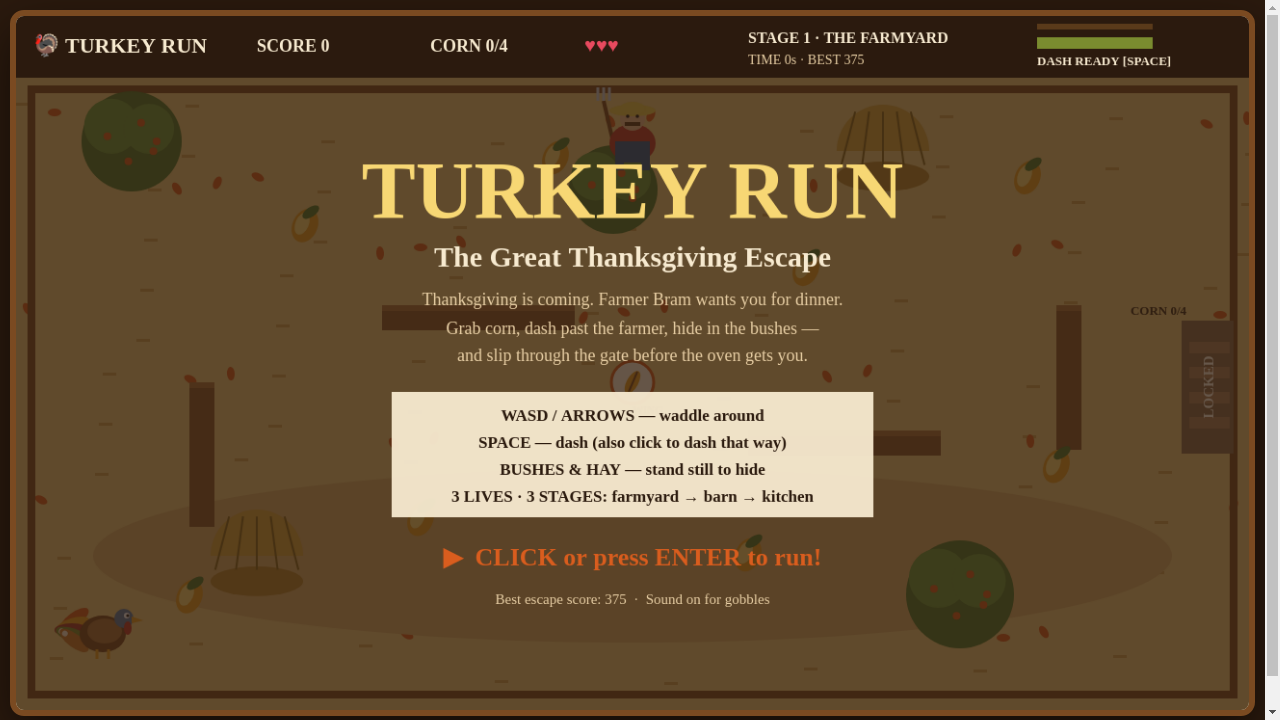 TURKEY RUN
SCORE 0
CORN 0/4
♥♥♥
STAGE 1 · THE FARMYARD
TIME 0s · BEST 375
DASH READY [SPACE]
TURKEY RUN
The Great Thanksgiving Escape
Thanksgiving is coming. Farmer Bram wants you for dinner.
Grab corn, dash past the farmer, hide in the bushes —
and slip through the gate before the oven gets you.
CORN 0/4
LOCKED
WASD / ARROWS — waddle around
SPACE — dash (also click to dash that way)
BUSHES & HAY — stand still to hide
3 LIVES · 3 STAGES: farmyard → barn → kitchen
▶ CLICK or press ENTER to run!
Best escape score: 375 · Sound on for gobbles